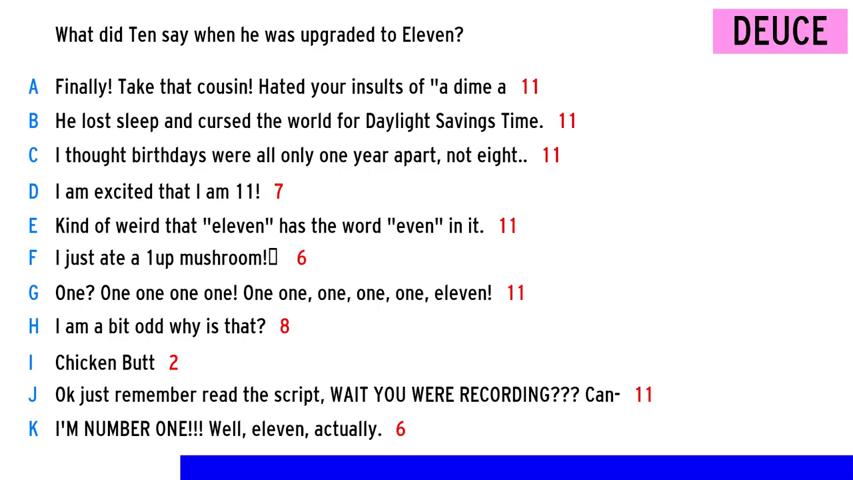 What did Ten say when he was upgraded to Eleven?
DEUCE
A Finally! Take that cousin! Hated your insults of "a dime a 11
B He lost sleep and cursed the world for Daylight Savings Time. 11
C I thought birthdays were all only one year apart, not eight.. 11
D I am excited that I am 11! 7
E Kind of weird that "eleven" has the word "even" in it. 11
F I just ate a 1up mushroom!▯ 6
G One? One one one one! One one, one, one, one, eleven! 11
H I am a bit odd why is that? 8
I Chicken Butt 2
J Ok just remember read the script, WAIT YOU WERE RECORDING??? Can- 11
K I'M NUMBER ONE!!! Well, eleven, actually. 6